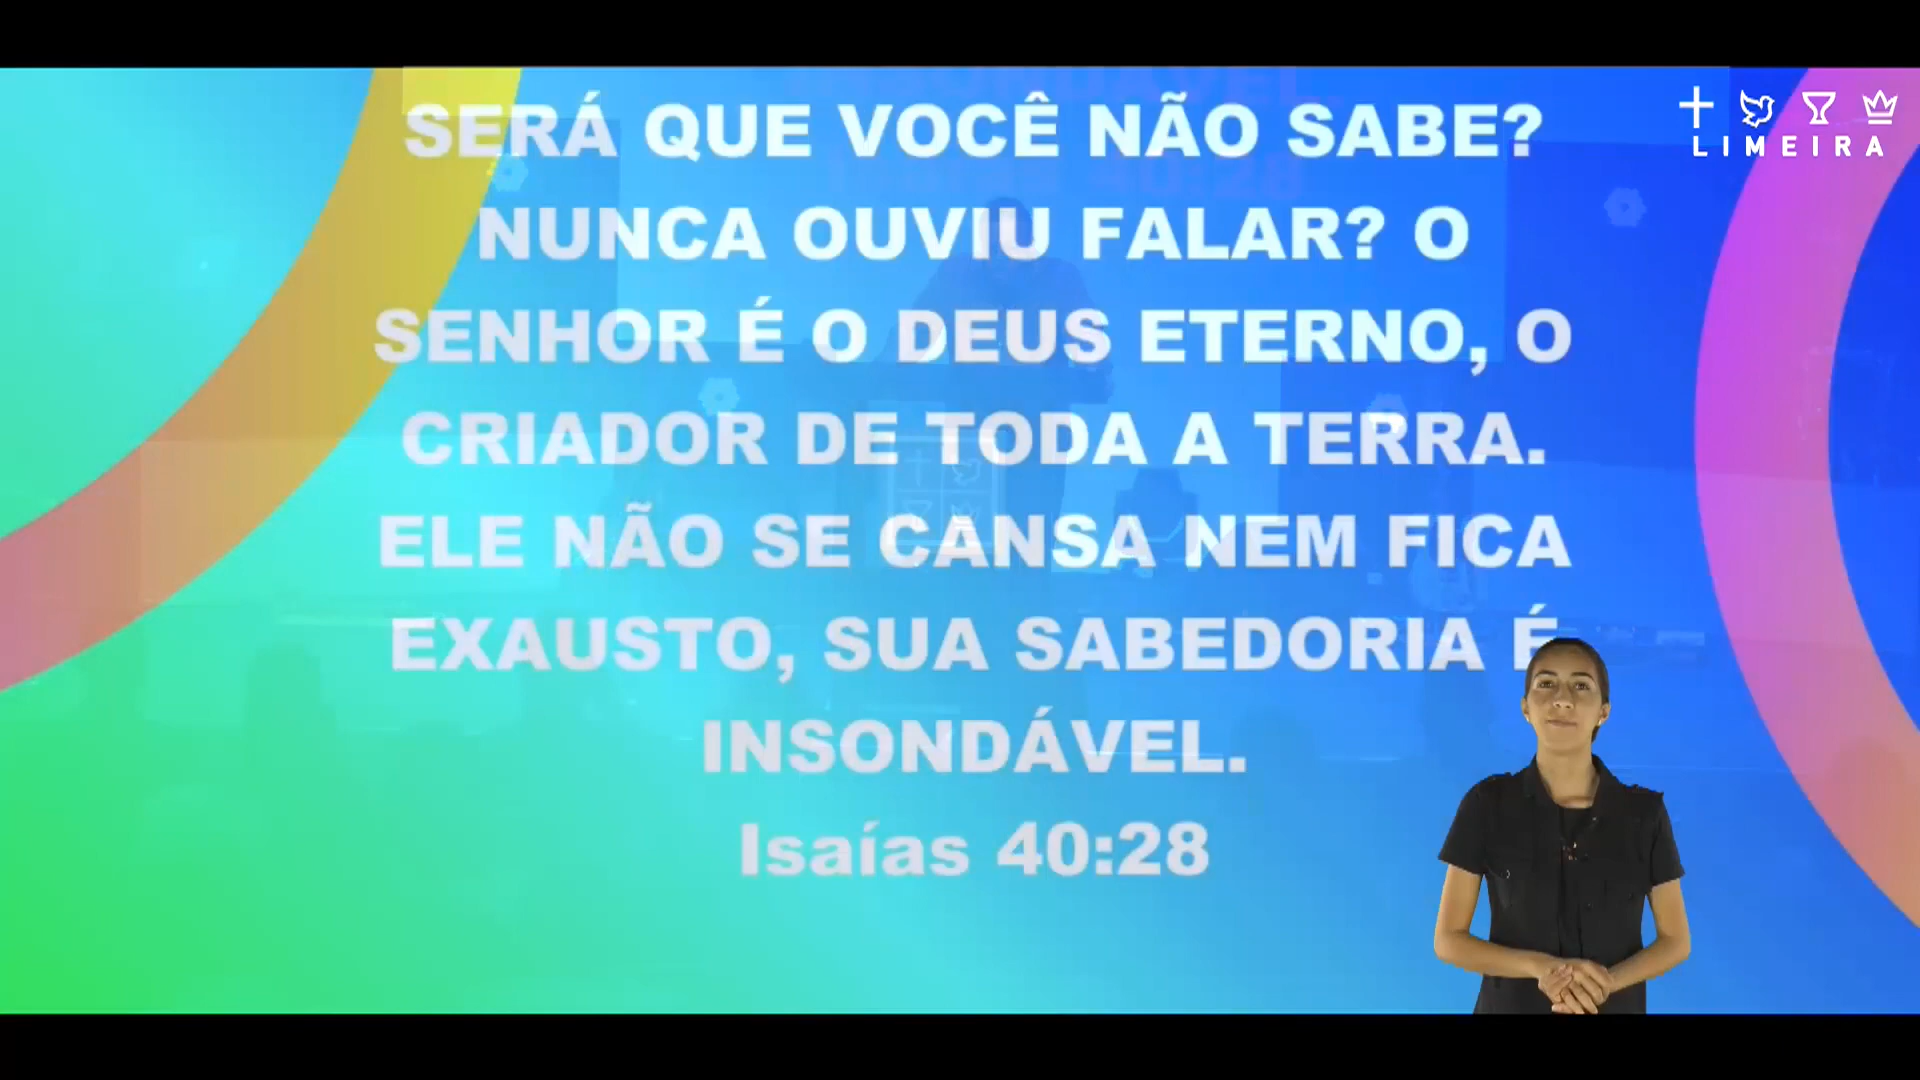 SERÁ QUE VOCÊ NÃO SABE?
NUNCA OUVIU FALAR? O
SENHOR É O DEUS ETERNO, O
CRIADOR DE TODA A TERRA.
ELE NÃO SE CANSA NEM FICA
EXAUSTO, SUA SABEDORIA É
INSONDÁVEL.
Isaías 40:28
LIMEIRA